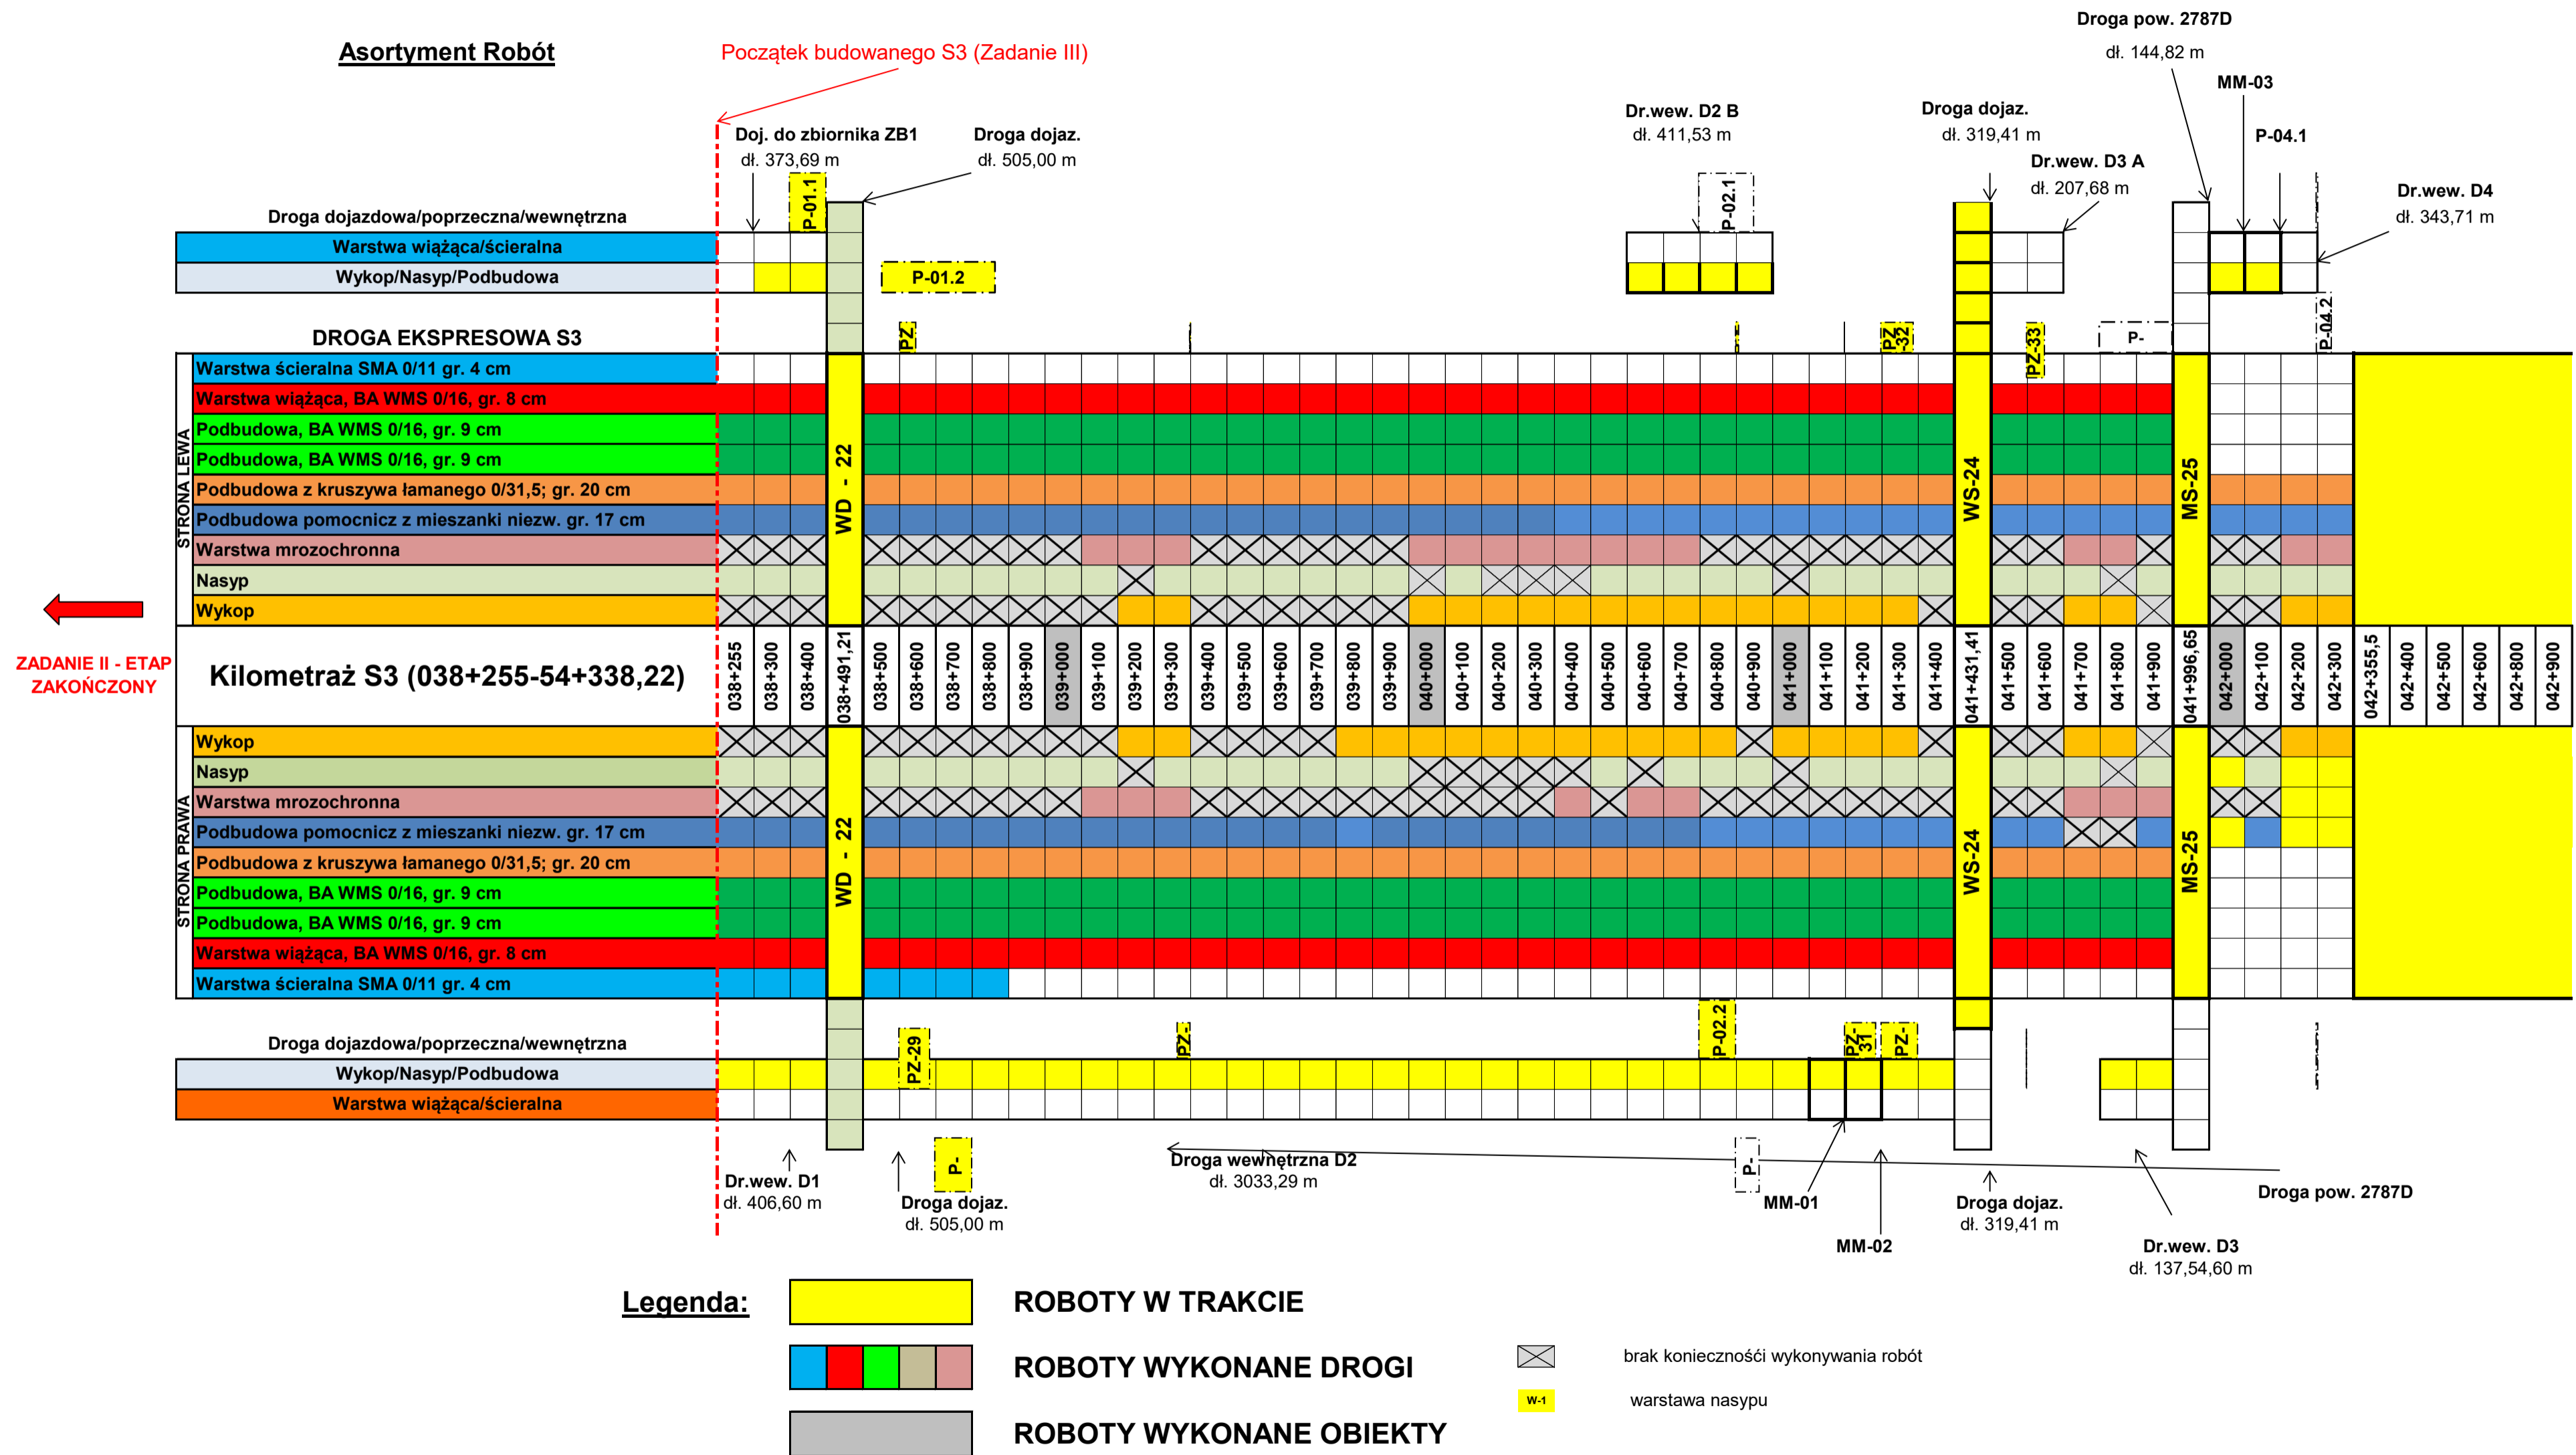 Droga pow. 2787D
dł. 144,82 m
Asortyment Robót
Początek budowanego S3 (Zadanie III)
MM-03
Dr.wew. D2 B
dł. 411,53 m
Droga dojaz.
dł. 319,41 m
P-04.1
Doj. do zbiornika ZB1
dł. 373,69 m
Droga dojaz.
dł. 505,00 m
Dr.wew. D3 A
dł. 207,68 m
Dr.wew. D4
dł. 343,71 m
P-01.1
P-02.1
Droga dojazdowa/poprzeczna/wewnętrzna
Warstwa wiążąca/ścieralna
Wykop/Nasyp/Podbudowa
P-01.2
P-04.2
DROGA EKSPRESOWA S3
PZ
PZ
-32
PZ-33
P-
STRONA LEWA
Warstwa ścieralna SMA 0/11 gr. 4 cm
Warstwa wiążąca, BA WMS 0/16, gr. 8 cm
Podbudowa, BA WMS 0/16, gr. 9 cm
Podbudowa, BA WMS 0/16, gr. 9 cm
Podbudowa z kruszywa łamanego 0/31,5; gr. 20 cm
Podbudowa pomocnicz z mieszanki niezw. gr. 17 cm
Warstwa mrozochronna
Nasyp
Wykop
WD - 22
WS-24
MS-25
ZADANIE II - ETAP
ZAKOŃCZONY
Kilometraż S3 (038+255-54+338,22)
038+255
038+300
038+400
038+491,21
038+500
038+600
038+700
038+800
038+900
039+000
039+100
039+200
039+300
039+400
039+500
039+600
039+700
039+800
039+900
040+000
040+100
040+200
040+300
040+400
040+500
040+600
040+700
040+800
040+900
041+000
041+100
041+200
041+300
041+400
041+431,41
041+500
041+600
041+700
041+800
041+900
041+996,65
042+000
042+100
042+200
042+300
042+355,5
042+400
042+500
042+600
042+800
042+900
STRONA PRAWA
Wykop
Nasyp
Warstwa mrozochronna
Podbudowa pomocnicz z mieszanki niezw. gr. 17 cm
Podbudowa z kruszywa łamanego 0/31,5; gr. 20 cm
Podbudowa, BA WMS 0/16, gr. 9 cm
Podbudowa, BA WMS 0/16, gr. 9 cm
Warstwa wiążąca, BA WMS 0/16, gr. 8 cm
Warstwa ścieralna SMA 0/11 gr. 4 cm
WD - 22
WS-24
MS-25
Droga dojazdowa/poprzeczna/wewnętrzna
Wykop/Nasyp/Podbudowa
Warstwa wiążąca/ścieralna
PZ-29
PZ-
P-02.2
PZ-
31
PZ-
P-
P-
Dr.wew. D1
dł. 406,60 m
Droga dojaz.
dł. 505,00 m
Droga wewnętrzna D2
dł. 3033,29 m
MM-01
MM-02
Droga dojaz.
dł. 319,41 m
Droga pow. 2787D
Dr.wew. D3
dł. 137,54,60 m
Legenda:
ROBOTY W TRAKCIE
ROBOTY WYKONANE DROGI
ROBOTY WYKONANE OBIEKTY
brak koniecznośći wykonywania robót
W-1
warstawa nasypu